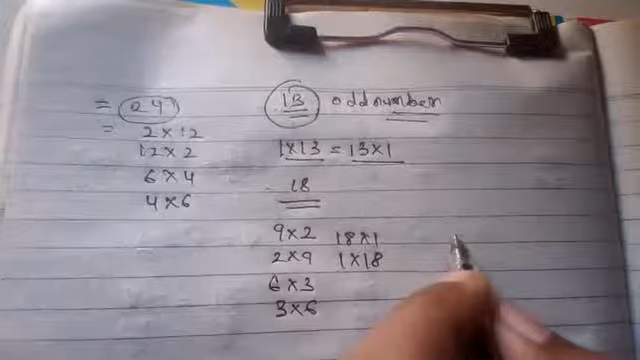 = 24
= 2 x 12
12 x 2
6 x 4
4 x 6
13 odd number
1 x 13 = 13 x 1
18
9 x 2 18 x 1
2 x 9 1 x 18
6 x 3
3 x 6